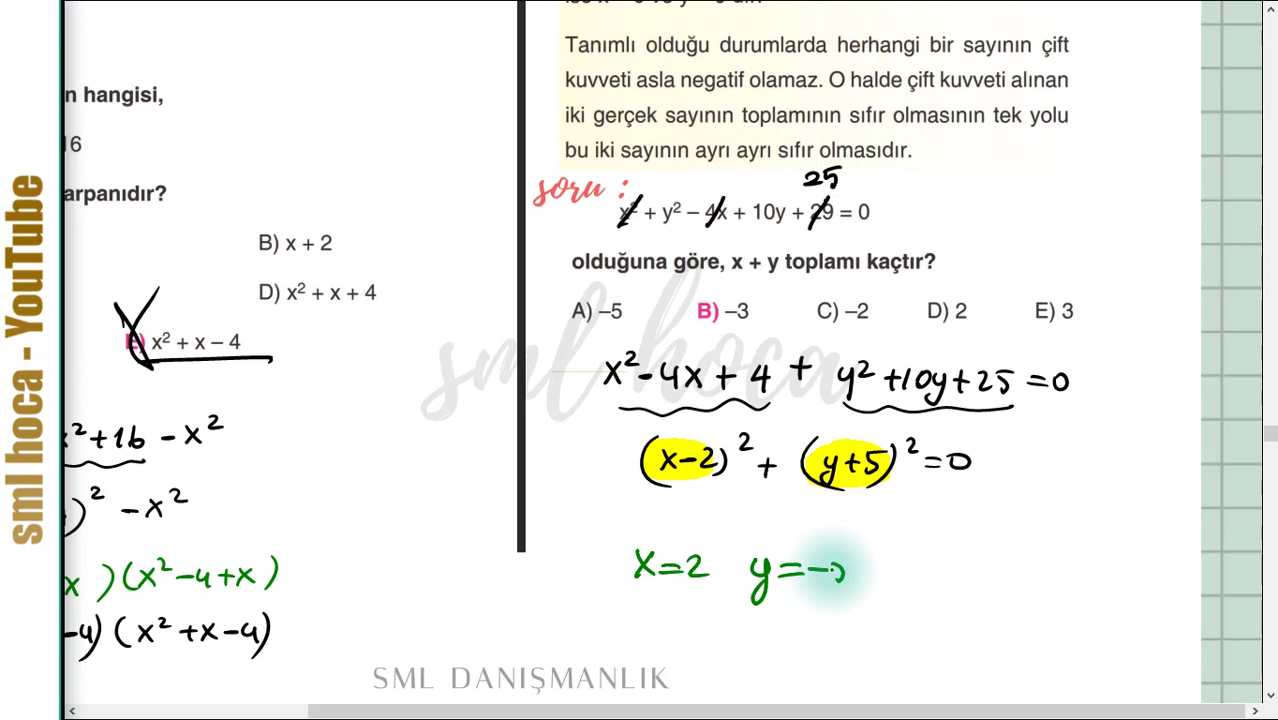 sml hoca - YouTube
n hangisi,
16
arpanıdır?
B) x + 2
D) x² + x + 4
E) x² + x – 4
x²+16 - x²
)² - x²
x ) (x² - 4 + x)
-4) (x² + x - 4)
Tanımlı olduğu durumlarda herhangi bir sayının çift
kuvveti asla negatif olamaz. O halde çift kuvveti alınan
iki gerçek sayının toplamının sıfır olmasının tek yolu
bu iki sayının ayrı ayrı sıfır olmasıdır.
soru :
25
x² + y² – 4x + 10y + 29 = 0
olduğuna göre, x + y toplamı kaçtır?
A) –5 B) –3 C) –2 D) 2 E) 3
sml hoca
x² - 4x + 4 + y² + 10y + 25 = 0
(x-2)² + (y+5)² = 0
x = 2 y = -
SML DANIŞMANLIK